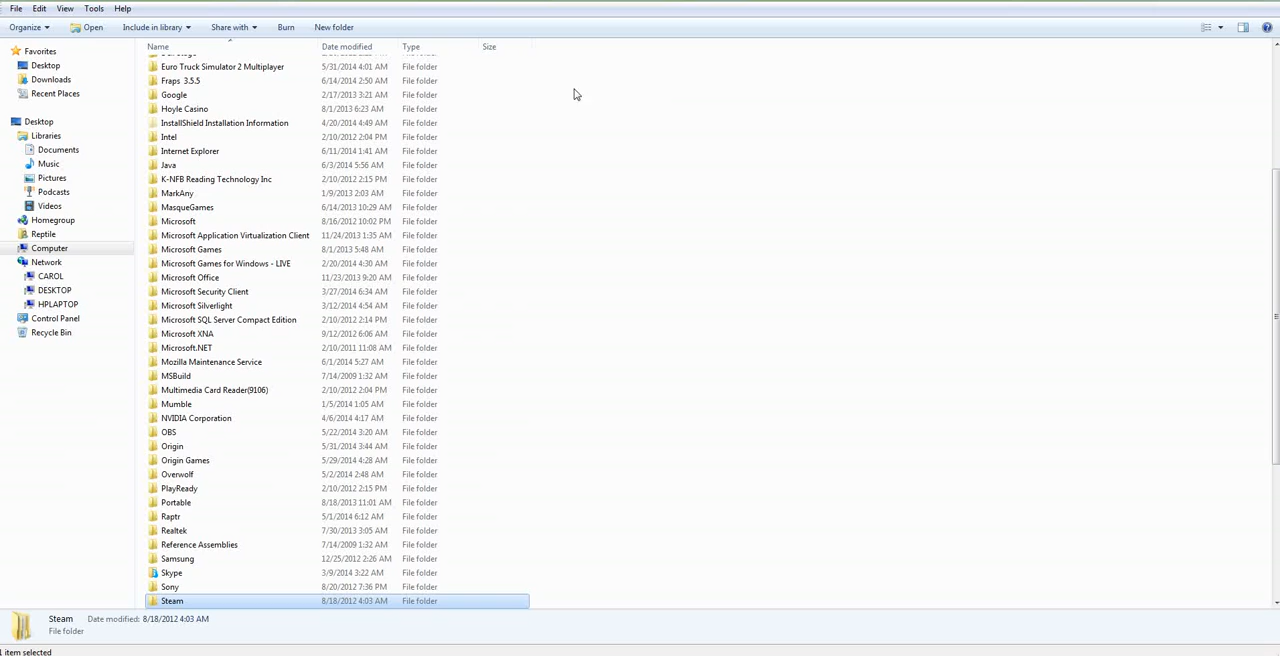 File Edit View Tools Help
Organize Open Include in library Share with Burn New folder
Name Date modified Type Size
Favorites
Desktop
Downloads
Recent Places
Desktop
Libraries
Documents
Music
Pictures
Podcasts
Videos
Homegroup
Reptile
Computer
Network
CAROL
DESKTOP
HPLAPTOP
Control Panel
Recycle Bin
Euro Truck Simulator 2 Multiplayer 5/31/2014 4:01 AM File folder
Fraps 3.5.5 6/14/2014 2:50 AM File folder
Google 2/17/2013 3:21 AM File folder
Hoyle Casino 8/1/2013 6:23 AM File folder
InstallShield Installation Information 4/20/2014 4:49 AM File folder
Intel 2/10/2012 2:04 PM File folder
Internet Explorer 6/11/2014 1:41 AM File folder
Java 6/3/2014 5:56 AM File folder
K-NFB Reading Technology Inc 2/10/2012 2:15 PM File folder
MarkAny 1/9/2013 2:03 AM File folder
MasqueGames 6/14/2013 10:29 AM File folder
Microsoft 8/16/2012 10:02 PM File folder
Microsoft Application Virtualization Client 11/24/2013 1:35 AM File folder
Microsoft Games 8/1/2013 5:48 AM File folder
Microsoft Games for Windows - LIVE 2/20/2014 4:30 AM File folder
Microsoft Office 11/23/2013 9:20 AM File folder
Microsoft Security Client 3/27/2014 6:34 AM File folder
Microsoft Silverlight 3/12/2014 4:54 AM File folder
Microsoft SQL Server Compact Edition 2/10/2012 2:14 PM File folder
Microsoft XNA 9/12/2012 6:06 AM File folder
Microsoft.NET 2/10/2011 11:08 AM File folder
Mozilla Maintenance Service 6/1/2014 5:27 AM File folder
MSBuild 7/14/2009 1:32 AM File folder
Multimedia Card Reader(9106) 2/10/2012 2:04 PM File folder
Mumble 1/5/2014 1:05 AM File folder
NVIDIA Corporation 4/6/2014 4:17 AM File folder
OBS 5/22/2014 3:20 AM File folder
Origin 5/31/2014 3:44 AM File folder
Origin Games 5/29/2014 4:28 AM File folder
Overwolf 5/2/2014 2:48 AM File folder
PlayReady 2/10/2012 2:15 PM File folder
Portable 8/18/2013 11:01 AM File folder
Raptr 5/1/2014 6:12 AM File folder
Realtek 7/30/2013 3:05 AM File folder
Reference Assemblies 7/14/2009 1:32 AM File folder
Samsung 12/25/2012 2:26 AM File folder
Skype 3/9/2014 3:22 AM File folder
Sony 8/20/2012 7:36 PM File folder
Steam 8/18/2012 4:03 AM File folder
Steam Date modified: 8/18/2012 4:03 AM
File folder
1 item selected